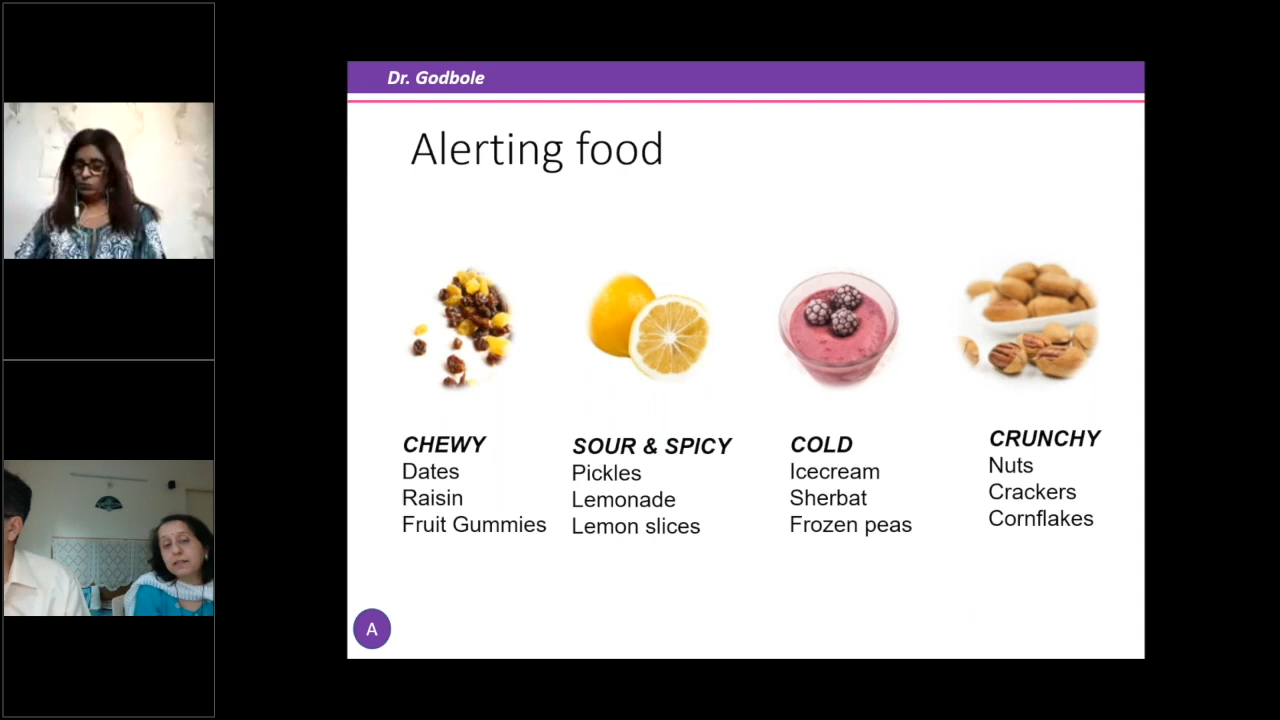 Dr. Godbole
Alerting food
CHEWY
Dates
Raisin
Fruit Gummies
SOUR & SPICY
Pickles
Lemonade
Lemon slices
COLD
Icecream
Sherbat
Frozen peas
CRUNCHY
Nuts
Crackers
Cornflakes
A